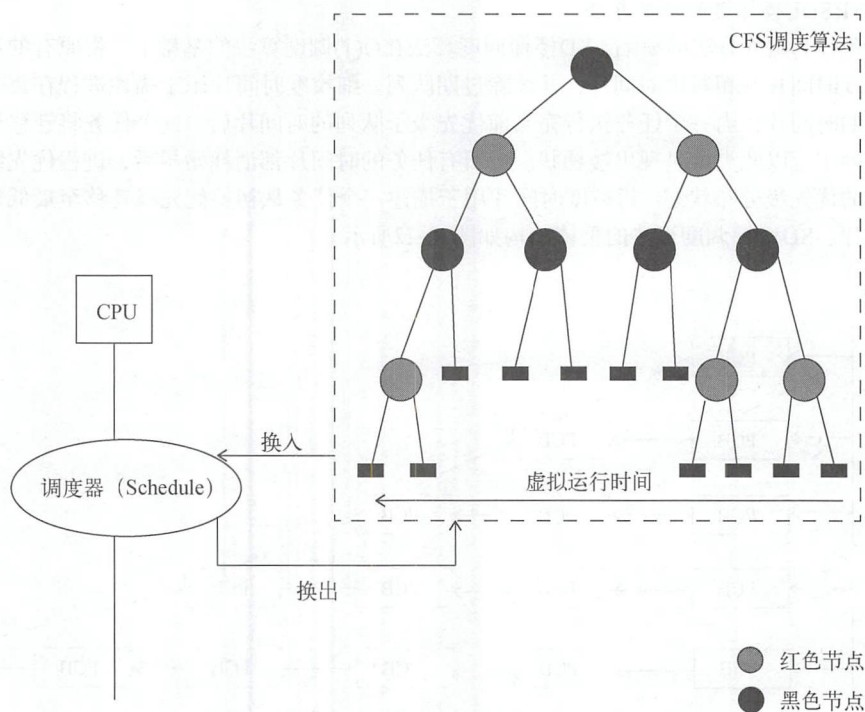 CFS调度算法
CPU
换入
调度器（Schedule）
虚拟运行时间
换出
红色节点
黑色节点